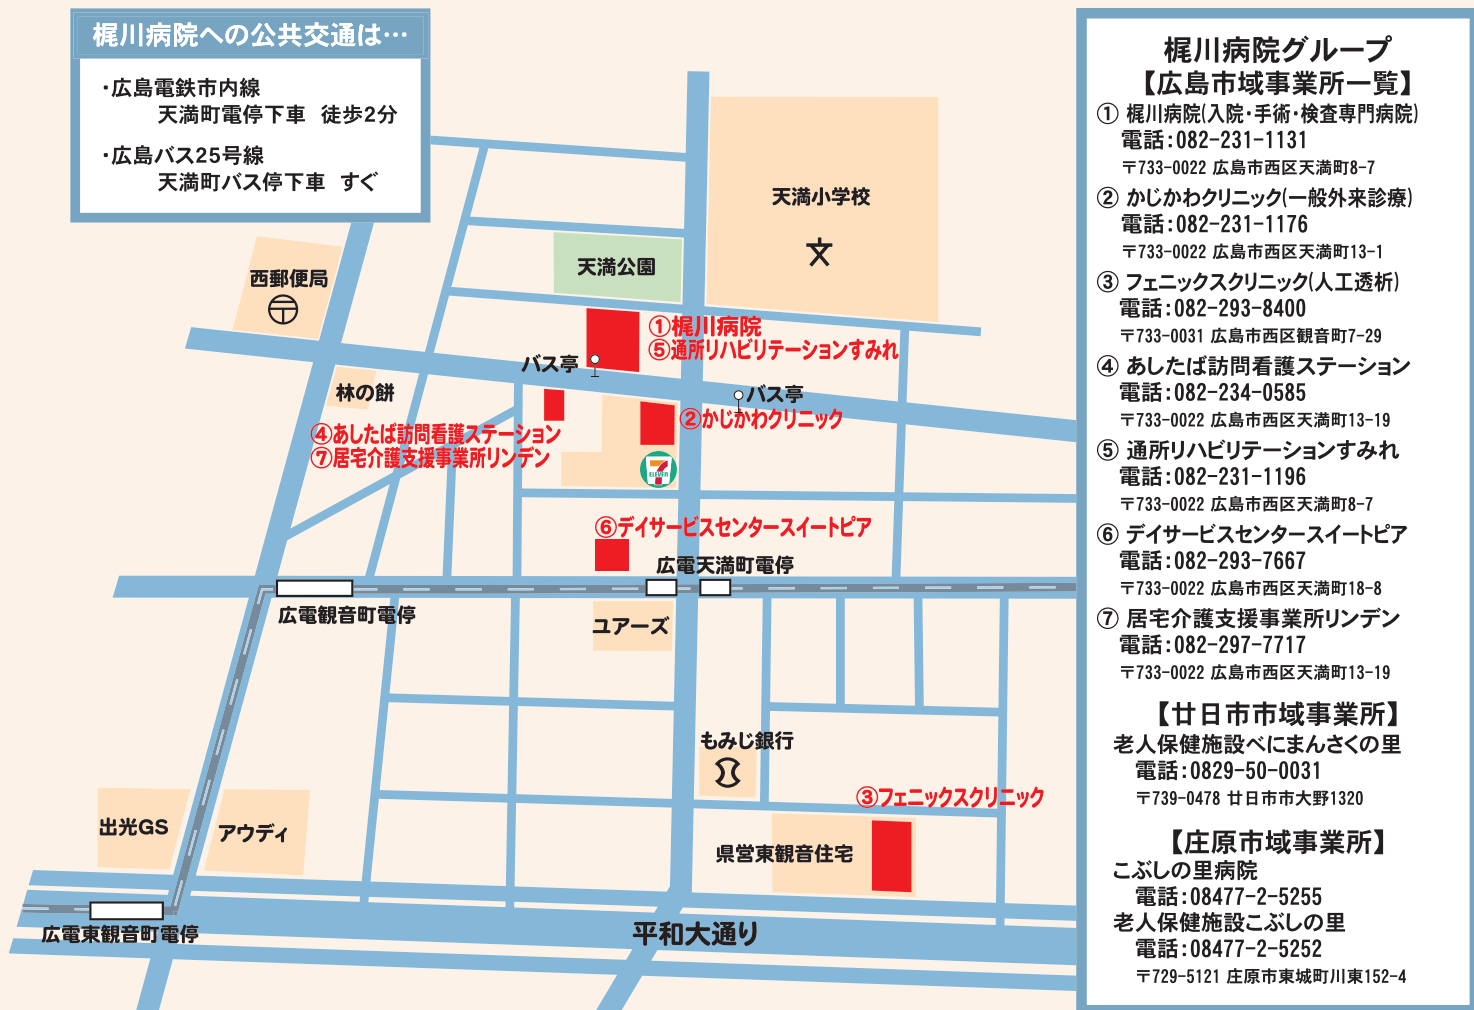 梶川病院への公共交通は…
・広島電鉄市内線
天満町電停下車 徒歩2分
・広島バス25号線
天満町バス停下車 すぐ
天満小学校
文
天満公園
西郵便局
①梶川病院
⑤通所リハビリテーションすみれ
バス亭
林の餅
バス亭
②かじかわクリニック
④あしたば訪問看護ステーション
⑦居宅介護支援事業所リンデン
7
ELEVEN
⑥デイサービスセンタースイートピア
広電天満町電停
広電観音町電停
ユアーズ
もみじ銀行
③フェニックスクリニック
出光GS
アウディ
県営東観音住宅
広電東観音町電停
平和大通り
梶川病院グループ
【広島市域事業所一覧】
① 梶川病院(入院・手術・検査専門病院)
電話:082-231-1131
〒733-0022 広島市西区天満町8-7
② かじかわクリニック(一般外来診療)
電話:082-231-1176
〒733-0022 広島市西区天満町13-1
③ フェニックスクリニック(人工透析)
電話:082-293-8400
〒733-0031 広島市西区観音町7-29
④ あしたば訪問看護ステーション
電話:082-234-0585
〒733-0022 広島市西区天満町13-19
⑤ 通所リハビリテーションすみれ
電話:082-231-1196
〒733-0022 広島市西区天満町8-7
⑥ デイサービスセンタースイートピア
電話:082-293-7667
〒733-0022 広島市西区天満町18-8
⑦ 居宅介護支援事業所リンデン
電話:082-297-7717
〒733-0022 広島市西区天満町13-19
【廿日市市域事業所】
老人保健施設べにまんさくの里
電話:0829-50-0031
〒739-0478 廿日市市大野1320
【庄原市域事業所】
こぶしの里病院
電話:08477-2-5255
老人保健施設こぶしの里
電話:08477-2-5252
〒729-5121 庄原市東城町川東152-4